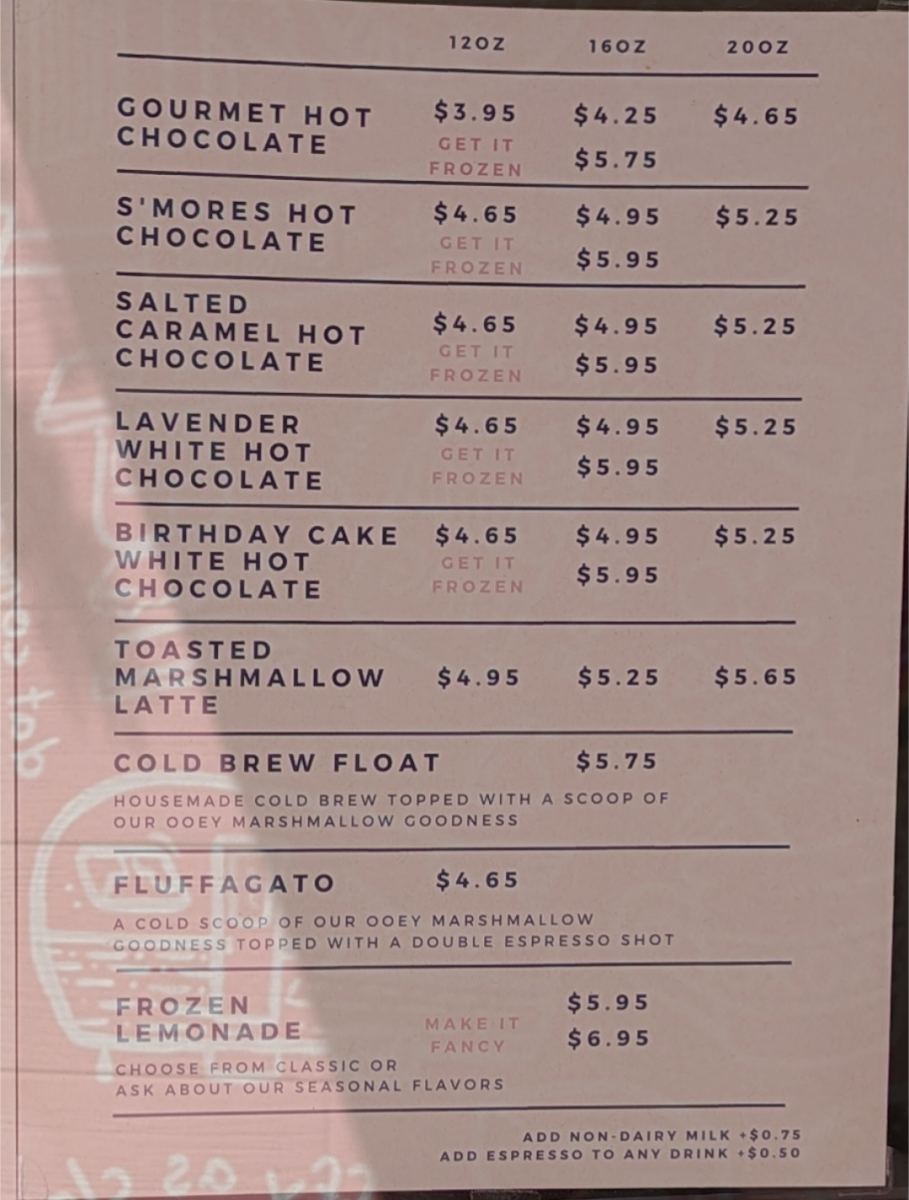 12OZ 16OZ 20OZ
GOURMET HOT $3.95 $4.25 $4.65
CHOCOLATE GET IT $5.75
FROZEN
S'MORES HOT $4.65 $4.95 $5.25
CHOCOLATE GET IT $5.95
FROZEN
SALTED
CARAMEL HOT $4.65 $4.95 $5.25
CHOCOLATE GET IT $5.95
FROZEN
LAVENDER $4.65 $4.95 $5.25
WHITE HOT GET IT $5.95
CHOCOLATE FROZEN
BIRTHDAY CAKE $4.65 $4.95 $5.25
WHITE HOT GET IT $5.95
CHOCOLATE FROZEN
TOASTED
MARSHMALLOW $4.95 $5.25 $5.65
LATTE
COLD BREW FLOAT $5.75
HOUSEMADE COLD BREW TOPPED WITH A SCOOP OF
OUR OOEY MARSHMALLOW GOODNESS
FLUFFAGATO $4.65
A COLD SCOOP OF OUR OOEY MARSHMALLOW
GOODNESS TOPPED WITH A DOUBLE ESPRESSO SHOT
FROZEN $5.95
LEMONADE MAKE IT $6.95
FANCY
CHOOSE FROM CLASSIC OR
ASK ABOUT OUR SEASONAL FLAVORS
ADD NON-DAIRY MILK +$0.75
ADD ESPRESSO TO ANY DRINK +$0.50